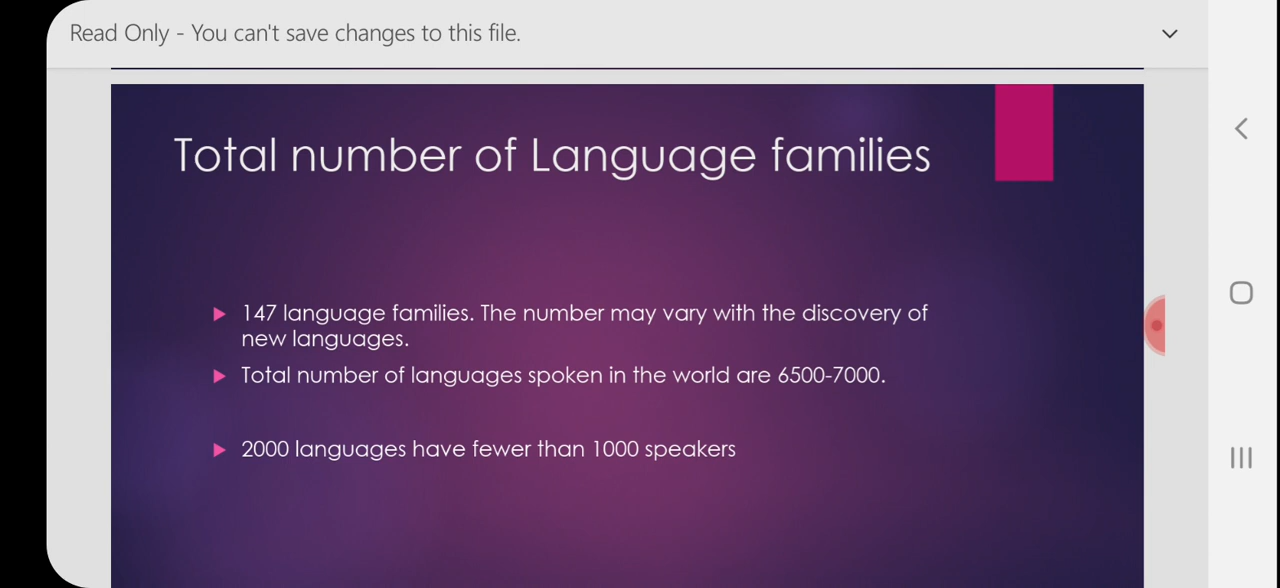 Read Only - You can't save changes to this file.
Total number of Language families
147 language families. The number may vary with the discovery of
new languages.
Total number of languages spoken in the world are 6500-7000.
2000 languages have fewer than 1000 speakers